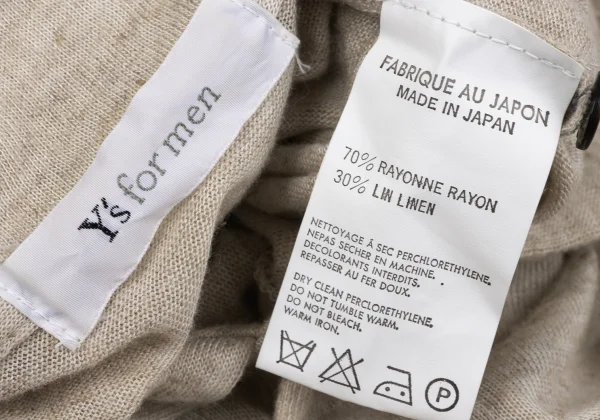 Y's for men
FABRIQUE AU JAPON
MADE IN JAPAN
70% RAYONNE RAYON
30% LIN LINEN
NETTOYAGE Á SEC PERCHLORETHYLENE.
NEPAS SECHER EN MACHINE.
DECOLORANTS INTERDITS.
REPASSER AU FER DOUX.
DRY CLEAN PERCLORETHYLENE.
DO NOT TUMBLE WARM.
DO NOT BLEACH.
WARM IRON.
P